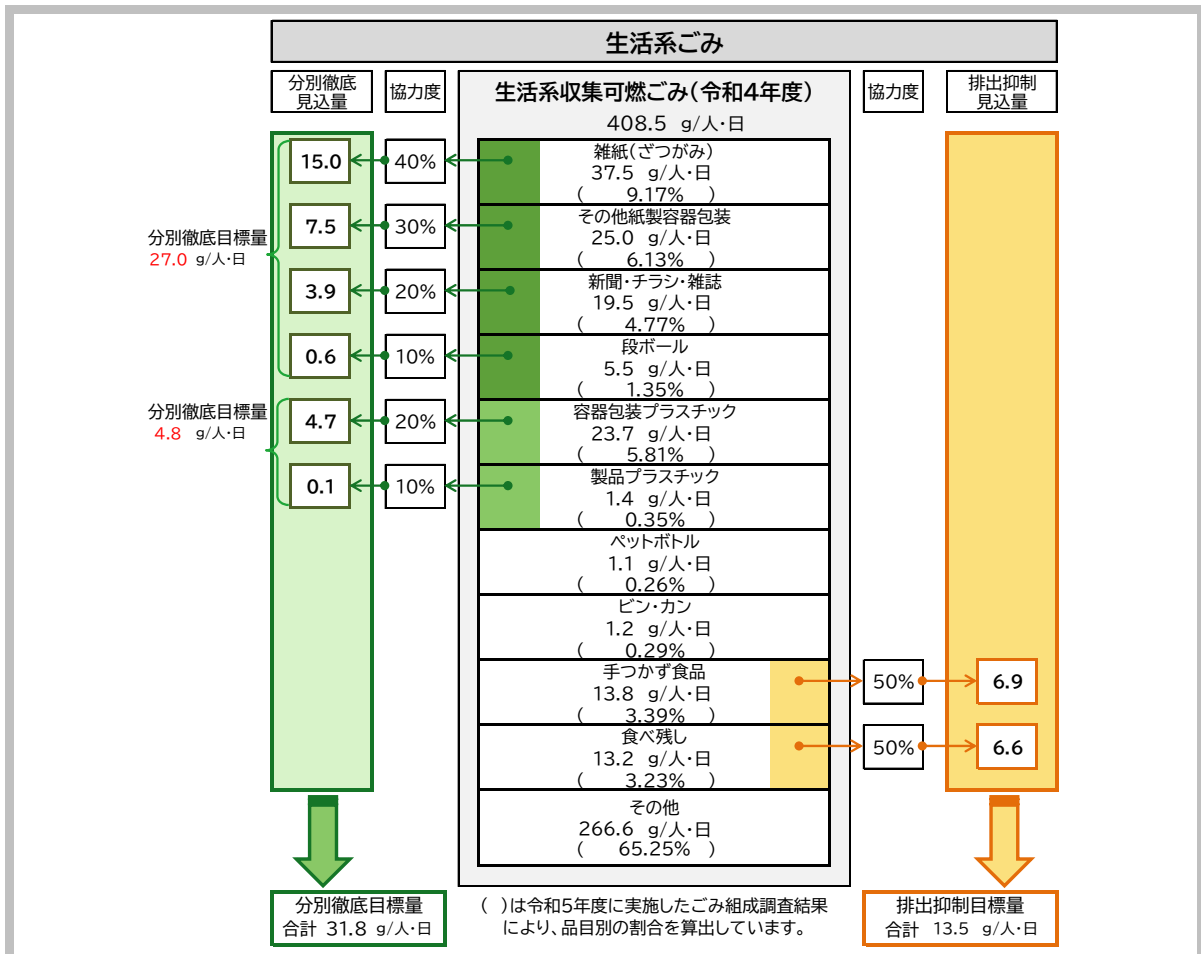 生活系ごみ
分別徹底
見込量
協力度
生活系収集可燃ごみ(令和4年度)
408.5 g/人・日
協力度
排出抑制
見込量
15.0
40%
雑紙(ざつがみ)
37.5 g/人・日
( 9.17% )
7.5
30%
その他紙製容器包装
25.0 g/人・日
( 6.13% )
分別徹底目標量
27.0 g/人・日
3.9
20%
新聞・チラシ・雑誌
19.5 g/人・日
( 4.77% )
0.6
10%
段ボール
5.5 g/人・日
( 1.35% )
分別徹底目標量
4.8 g/人・日
4.7
20%
容器包装プラスチック
23.7 g/人・日
( 5.81% )
0.1
10%
製品プラスチック
1.4 g/人・日
( 0.35% )
ペットボトル
1.1 g/人・日
( 0.26% )
ビン・カン
1.2 g/人・日
( 0.29% )
手つかず食品
13.8 g/人・日
( 3.39% )
50%
6.9
食べ残し
13.2 g/人・日
( 3.23% )
50%
6.6
その他
266.6 g/人・日
( 65.25% )
分別徹底目標量
合計 31.8 g/人・日
( )は令和5年度に実施したごみ組成調査結果
により、品目別の割合を算出しています。
排出抑制目標量
合計 13.5 g/人・日